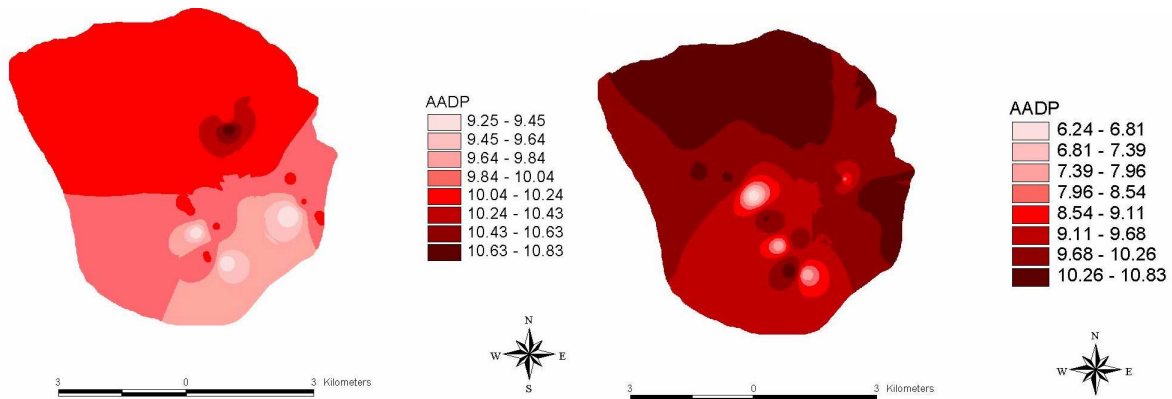 AADP
9.25 - 9.45
9.45 - 9.64
9.64 - 9.84
9.84 - 10.04
10.04 - 10.24
10.24 - 10.43
10.43 - 10.63
10.63 - 10.83
N
W E
S
3 0 3 Kilometers
AADP
6.24 - 6.81
6.81 - 7.39
7.39 - 7.96
7.96 - 8.54
8.54 - 9.11
9.11 - 9.68
9.68 - 10.26
10.26 - 10.83
N
W E
3 0 3 Kilometers